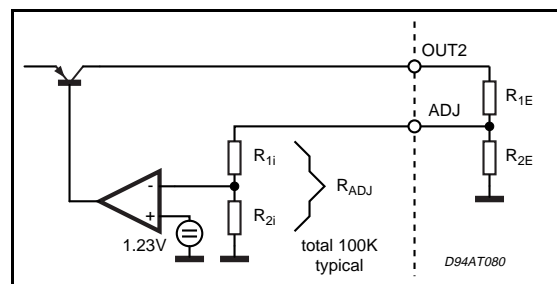 OUT2
R1E
ADJ
R1i
R2E
-
RADJ
+
R2i
1.23V
total 100K
typical
D94AT080